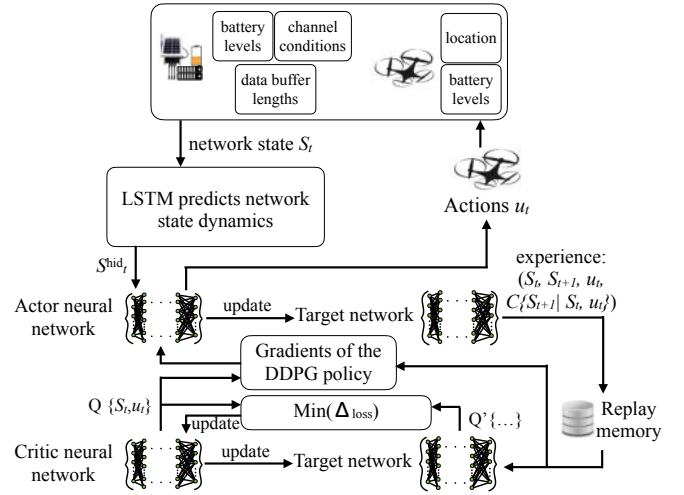 battery
levels
channel
conditions
data buffer
lengths
location
battery
levels
network state S_t
LSTM predicts network
state dynamics
Actions u_t
S^hid_t
experience:
(S_t, S_t+1, u_t,
C{S_t+1| S_t, u_t})
Actor neural
network
update
Target network
Gradients of the
DDPG policy
Q {S_t,u_t}
Min(Δ_loss)
update
Q'{...}
Replay
memory
Critic neural
network
update
Target network